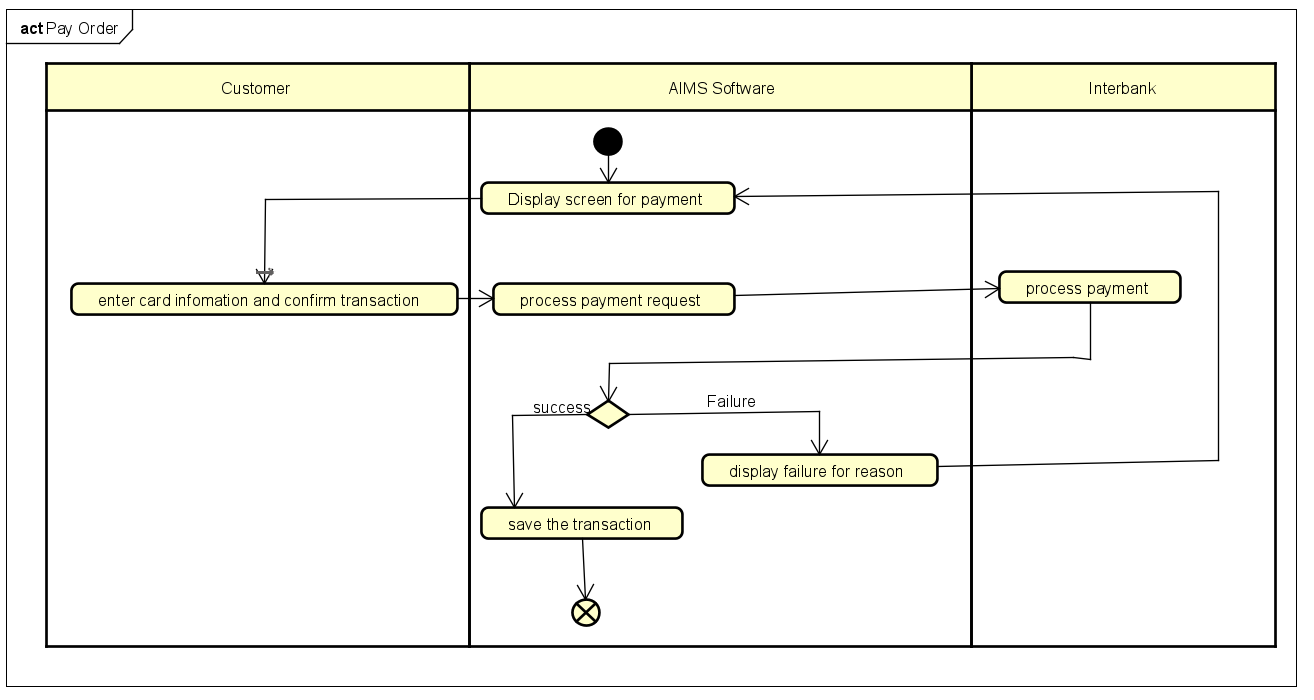 act Pay Order
Customer
AIMS Software
Interbank
Display screen for payment
enter card infomation and confirm transaction
process payment request
process payment
success
Failure
display failure for reason
save the transaction